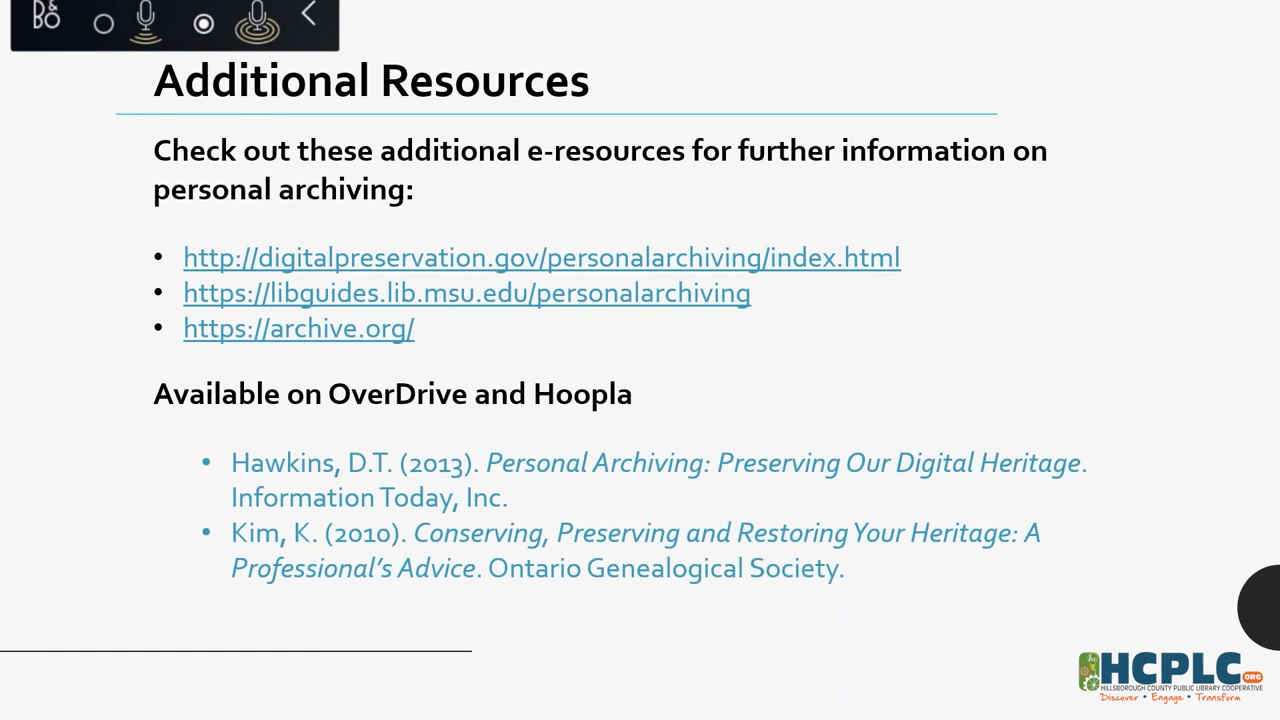 B&O
Additional Resources
Check out these additional e-resources for further information on
personal archiving:
• http://digitalpreservation.gov/personalarchiving/index.html
• https://libguides.lib.msu.edu/personalarchiving
• https://archive.org/
Available on OverDrive and Hoopla
• Hawkins, D.T. (2013). Personal Archiving: Preserving Our Digital Heritage.
Information Today, Inc.
• Kim, K. (2010). Conserving, Preserving and Restoring Your Heritage: A
Professional's Advice. Ontario Genealogical Society.
HCPLC.ORG
HILLSBOROUGH COUNTY PUBLIC LIBRARY COOPERATIVE
Discover • Engage • Transform